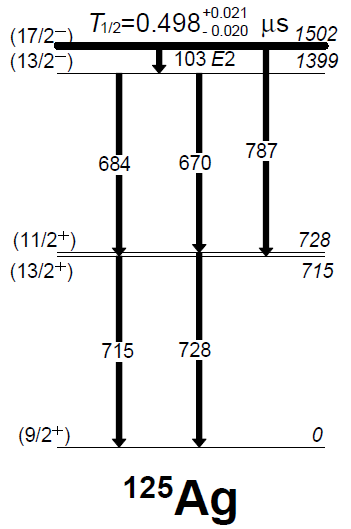 T1/2=0.498 +0.021 -0.020 μs
(17/2−) 1502
(13/2−) 103 E2 1399
684 670 787
(11/2+) 728
(13/2+) 715
715 728
(9/2+) 0
125Ag